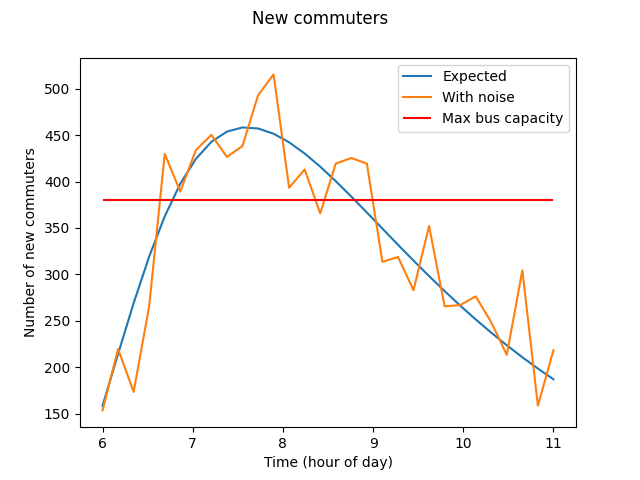 New commuters
Expected
With noise
Max bus capacity
Number of new commuters
500
450
400
350
300
250
200
150
6 7 8 9 10 11
Time (hour of day)